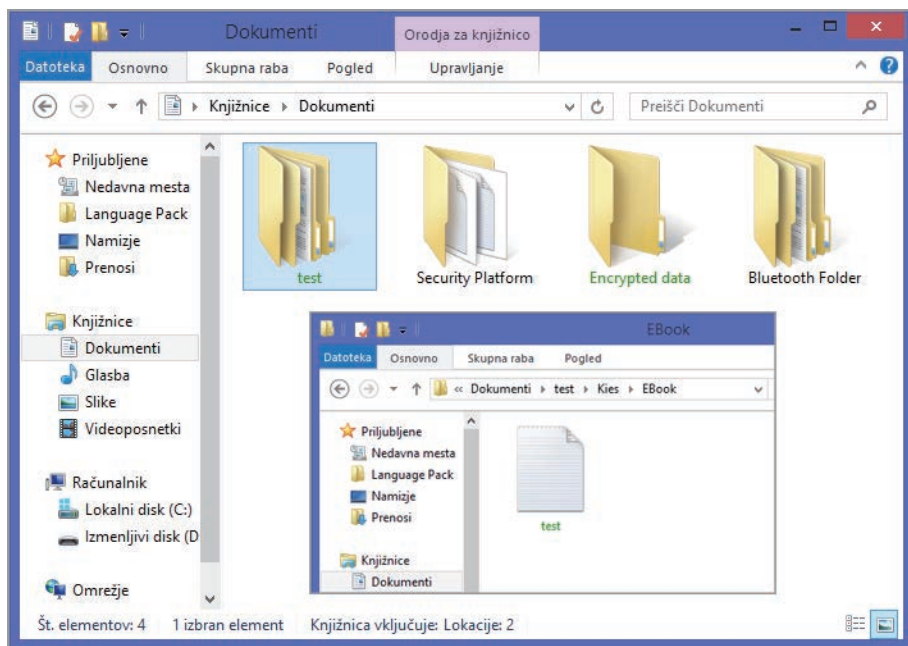 Dokumenti
Orodja za knjižnico
Datoteka Osnovno Skupna raba Pogled Upravljanje
Knjižnice Dokumenti
Preišči Dokumenti
Priljubljene
Nedavna mesta
Language Pack
Namizje
Prenosi
Knjižnice
Dokumenti
Glasba
Slike
Videoposnetki
Računalnik
Lokalni disk (C:)
Izmenljivi disk (D
Omrežje
test
Security Platform
Encrypted data
Bluetooth Folder
EBook
Datoteka Osnovno Skupna raba Pogled
« Dokumenti test Kies EBook
Priljubljene
Nedavna mesta
Language Pack
Namizje
Prenosi
Knjižnice
Dokumenti
test
Št. elementov: 4 1 izbran element Knjižnica vključuje: Lokacije: 2